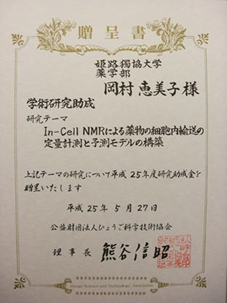 贈呈書
姫路獨協大学
薬学部
岡村恵美子様
学術研究助成
研究テーマ
In-Cell NMRによる薬物の細胞内輸送の
定量計測と予測モデルの構築
上記テーマの研究について平成25年度研究助成金を
贈呈いたします
平成25年5月27日
公益財団法人ひょうご科学技術協会
理事長 熊谷信昭